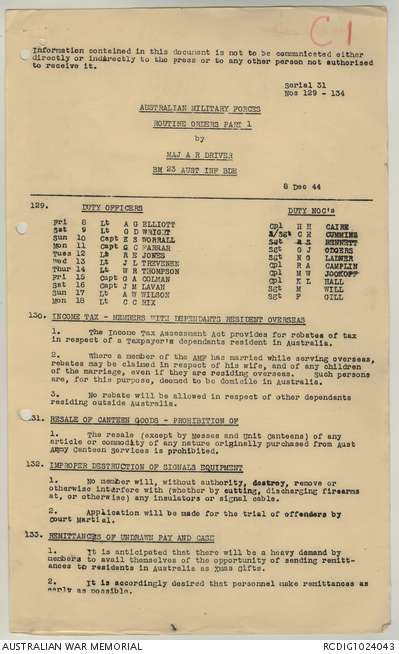 C1
Information contained in this document is not to be communicated either
directly or indirectly to the press or to any other person not authorised
to receive it.
Serial 31
Nos 129 - 134
AUSTRALIAN MILITARY FORCES
ROUTINE ORDERS PART 1
by
MAJ A R DRIVER
BM 23 AUST INF BDE
8 Dec 44
129. DUTY OFFICERS DUTY NOC's
Fri 8 Lt A G ELLIOTT Cpl H H CAIRE
Sat 9 Lt O D WRIGHT A/Sgt C H CUMMINS
Sun 10 Capt E S WORRALL Sgt R S BENNETT
Mon 11 Capt G C FARRAR Sgt G J ODGERS
Tues 12 Lt R E JONES Sgt N G LADNER
Wed 13 Lt J L TREVENEN Cpl R A CAMPLIN
Thur 14 Lt W R THOMPSON Cpl M W
Fri 15 Capt G A COLMAN Cpl K L HALL
Sat 16 Capt J M LAVAN Sgt M WILL
Sun 17 Lt A W WILSON Sgt F GILL
Mon 18 Lt C C RIX
130. INCOME TAX - MEMBERS WITH DEPENDANTS RESIDENT OVERSEAS
1. The Income Tax Assessment Act provides for rebates of tax
in respect of a Taxpayer's dependants resident in Australia.
2. Where a member of the AMF has married while serving overseas,
rebates may be claimed in respect of his wife, and of any children
of the marriage, even if they are residing overseas. Such persons
are, for this purpose, deemed to be domicile in Australia.
3. No rebate will be allowed in respect of other dependants
residing outside Australia.
131. RESALE OF CANTEEN GOODS - PROHIBITION OF
1. The resale (except by Messes and Unit Canteens) of any
article or commodity of any nature originally purchased from Aust
Army Canteen Services is prohibited.
132. IMPROPER DESTRUCTION OF SIGNALS EQUIPMENT
1. No member will, without authority, destroy, remove or
otherwise interfere with (whether by cutting, discharging firearms
at, or otherwise) any insulators or signal cable.
2. Application will be made for the trial of offenders by
Court Martial.
133. REMITTANCES OF UNDRAWN PAY AND CASE
1. It is anticipated that there will be a heavy demand by
members to avail themselves of the opportunity of sending remitt-
ances to residents in Australia as Xmas gifts.
2. It is accordingly desired that personnel make remittances as
early as possible.
AUSTRALIAN WAR MEMORIAL RCDIG1024043